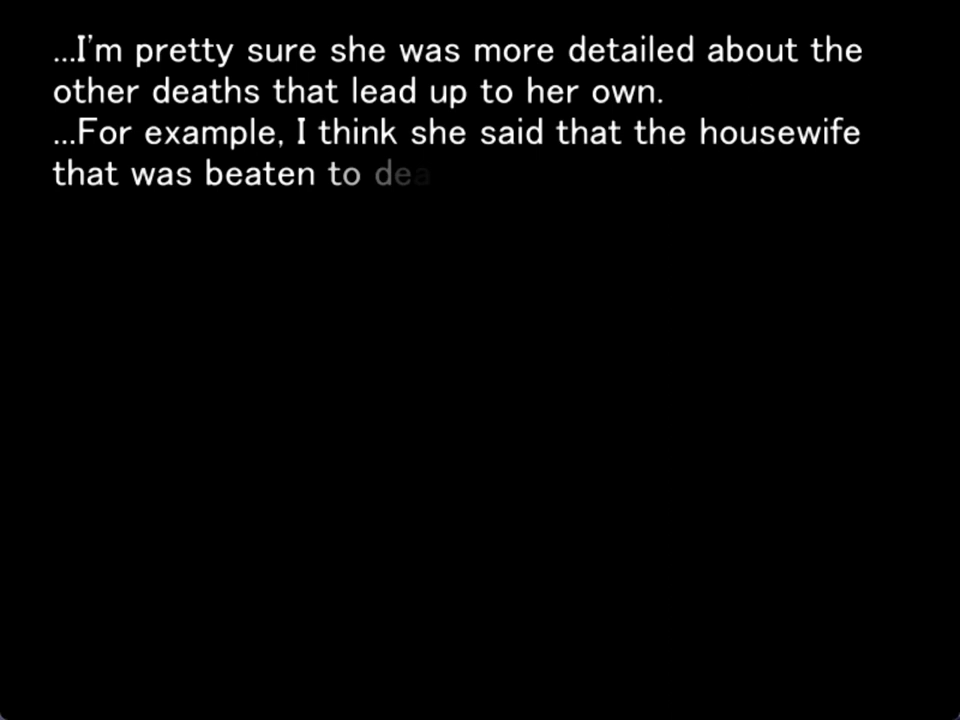 ...I'm pretty sure she was more detailed about the
other deaths that lead up to her own.
...For example, I think she said that the housewife
that was beaten to dea